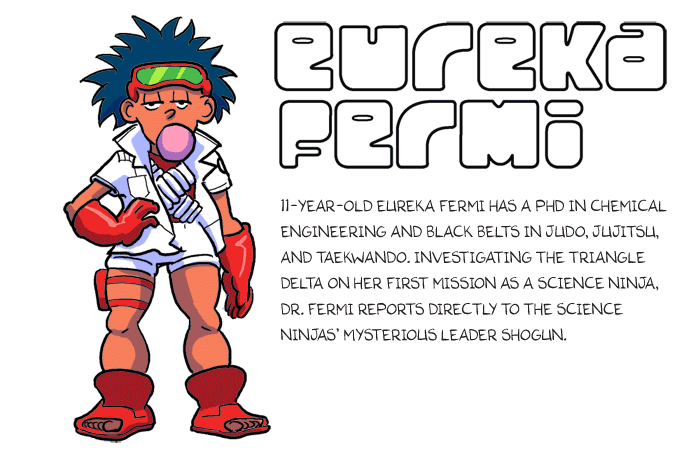 EUREKA
FERMI
11-YEAR-OLD EUREKA FERMI HAS A PHD IN CHEMICAL
ENGINEERING AND BLACK BELTS IN JUDO, JUJITSU,
AND TAEKWANDO. INVESTIGATING THE TRIANGLE
DELTA ON HER FIRST MISSION AS A SCIENCE NINJA,
DR. FERMI REPORTS DIRECTLY TO THE SCIENCE
NINJAS' MYSTERIOUS LEADER SHOGUN.